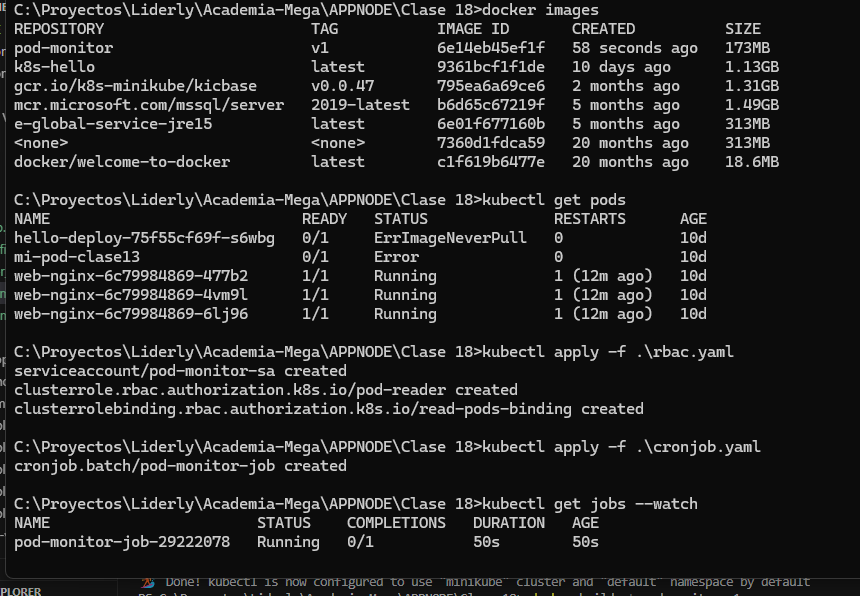 C:\Proyectos\Liderly\Academia-Mega\APPNODE\Clase 18>docker images
REPOSITORY TAG IMAGE ID CREATED SIZE
pod-monitor v1 6e14eb45ef1f 58 seconds ago 173MB
k8s-hello latest 9361bcf1f1de 10 days ago 1.13GB
gcr.io/k8s-minikube/kicbase v0.0.47 795ea6a69ce6 2 months ago 1.31GB
mcr.microsoft.com/mssql/server 2019-latest b6d65c67219f 5 months ago 1.49GB
e-global-service-jre15 latest 6e01f677160b 5 months ago 313MB
<none> <none> 7360d1fdca59 20 months ago 313MB
docker/welcome-to-docker latest c1f619b6477e 20 months ago 18.6MB
C:\Proyectos\Liderly\Academia-Mega\APPNODE\Clase 18>kubectl get pods
NAME READY STATUS RESTARTS AGE
hello-deploy-75f55cf69f-s6wbg 0/1 ErrImageNeverPull 0 10d
mi-pod-clase13 0/1 Error 0 10d
web-nginx-6c79984869-477b2 1/1 Running 1 (12m ago) 10d
web-nginx-6c79984869-4vm9l 1/1 Running 1 (12m ago) 10d
web-nginx-6c79984869-6lj96 1/1 Running 1 (12m ago) 10d
C:\Proyectos\Liderly\Academia-Mega\APPNODE\Clase 18>kubectl apply -f .\rbac.yaml
serviceaccount/pod-monitor-sa created
clusterrole.rbac.authorization.k8s.io/pod-reader created
clusterrolebinding.rbac.authorization.k8s.io/read-pods-binding created
C:\Proyectos\Liderly\Academia-Mega\APPNODE\Clase 18>kubectl apply -f .\cronjob.yaml
cronjob.batch/pod-monitor-job created
C:\Proyectos\Liderly\Academia-Mega\APPNODE\Clase 18>kubectl get jobs --watch
NAME STATUS COMPLETIONS DURATION AGE
pod-monitor-job-29222078 Running 0/1 50s 50s
Done! kubectl is now configured to use "minikube" cluster and "default" namespace by default
PLORER